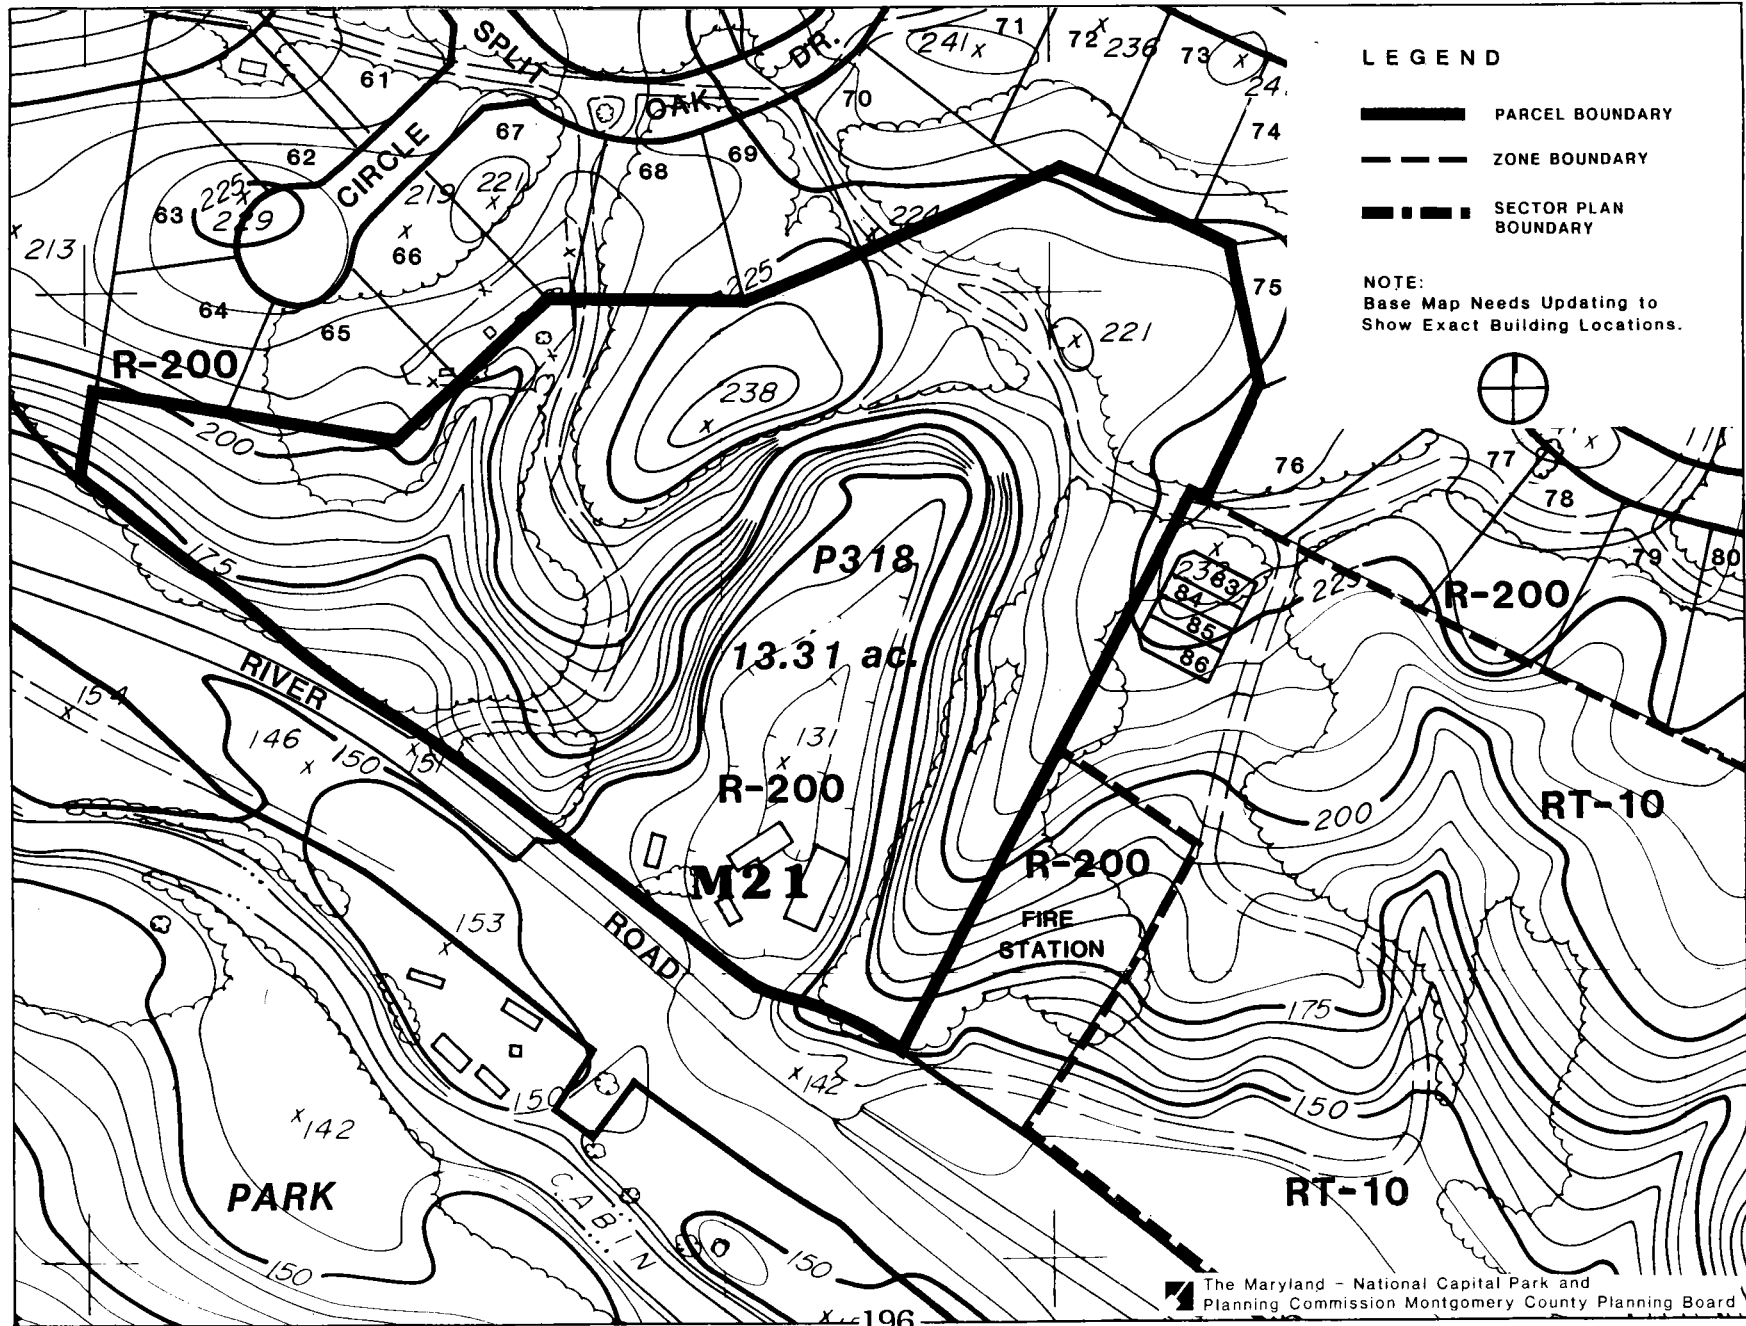 LEGEND
PARCEL BOUNDARY
ZONE BOUNDARY
SECTOR PLAN
BOUNDARY
NOTE:
Base Map Needs Updating to
Show Exact Building Locations.
SPLIT
OAK
DR.
CIRCLE
61
62
63
64
65
66
67
68
69
70
71
72
73
74
75
76
77
78
79
80
83
84
85
86
241
236
225
229
219
221
213
225
238
221
R-200
200
175
P318
13.31 ac.
131
R-200
M21
225
R-200
RIVER
ROAD
154
146
150
151
153
R-200
FIRE
STATION
200
RT-10
175
150
142
150
142
PARK
CABIN
150
150
RT-10
196
The Maryland - National Capital Park and
Planning Commission Montgomery County Planning Board